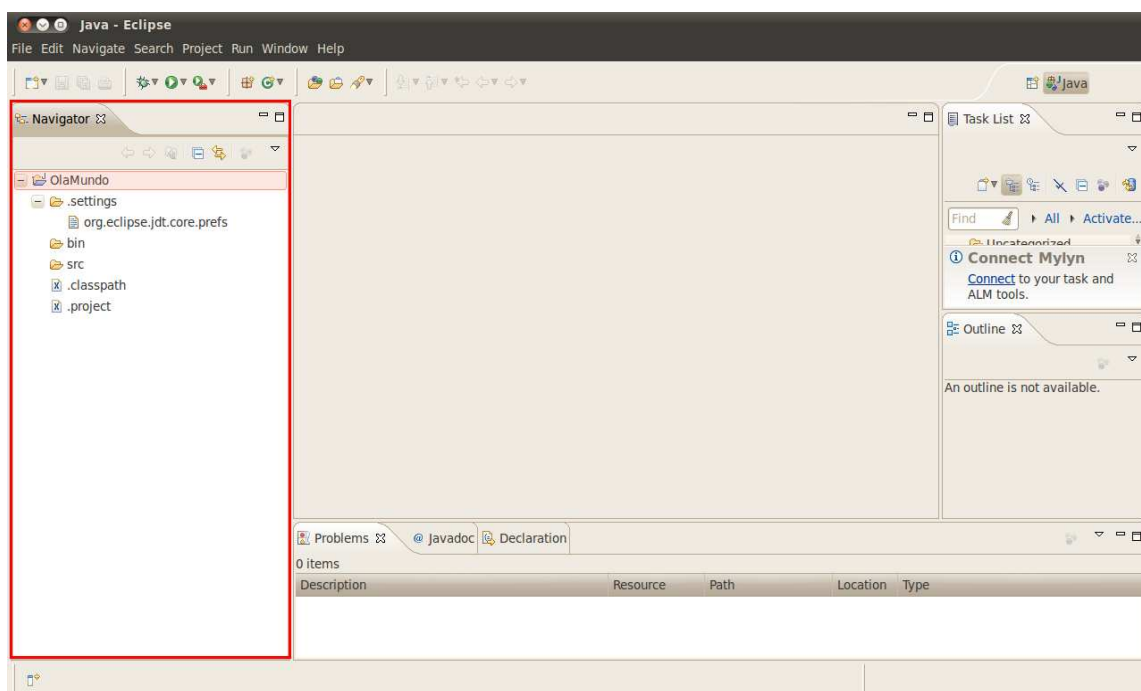 Java - Eclipse
File Edit Navigate Search Project Run Window Help
Java
Navigator
OlaMundo
.settings
org.eclipse.jdt.core.prefs
bin
src
.classpath
.project
Task List
Find
All
Activate...
Uncategorized
Connect Mylyn
Connect to your task and
ALM tools.
Outline
An outline is not available.
Problems
@ Javadoc
Declaration
0 items
Description Resource Path Location Type